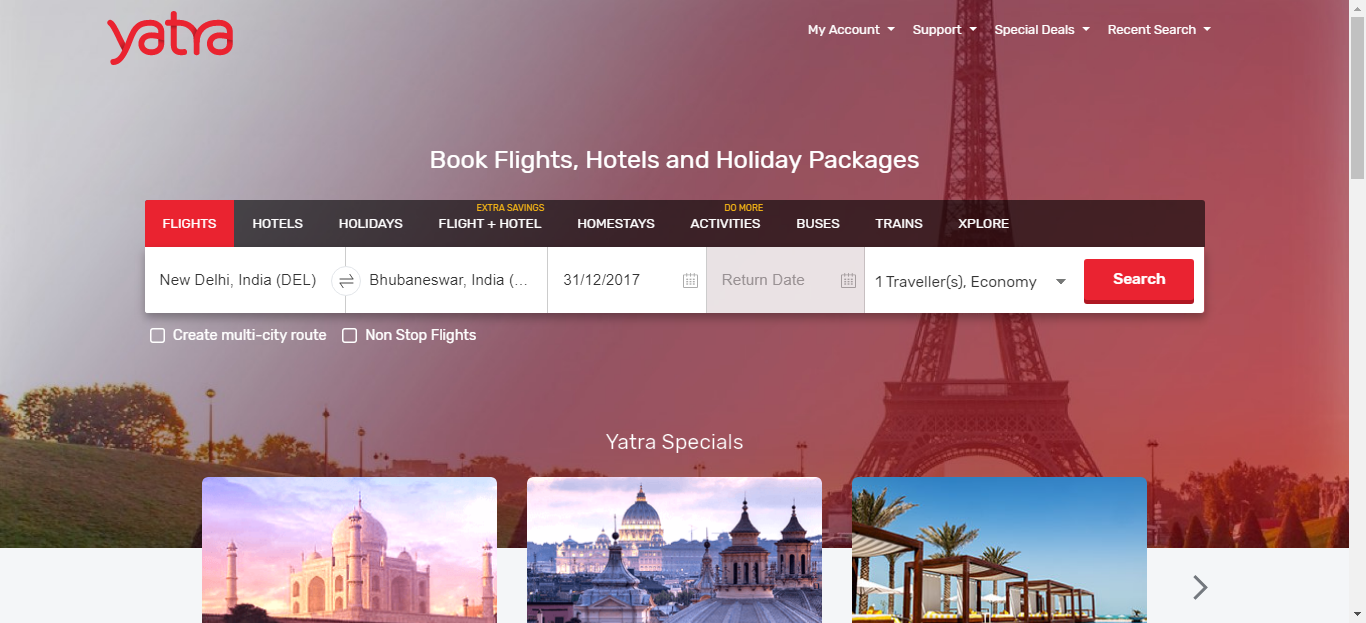 yatra
My Account Support Special Deals Recent Search
Book Flights, Hotels and Holiday Packages
EXTRA SAVINGS DO MORE
FLIGHTS HOTELS HOLIDAYS FLIGHT + HOTEL HOMESTAYS ACTIVITIES BUSES TRAINS XPLORE
New Delhi, India (DEL) Bhubaneswar, India (... 31/12/2017 Return Date 1 Traveller(s), Economy Search
Create multi-city route Non Stop Flights
Yatra Specials